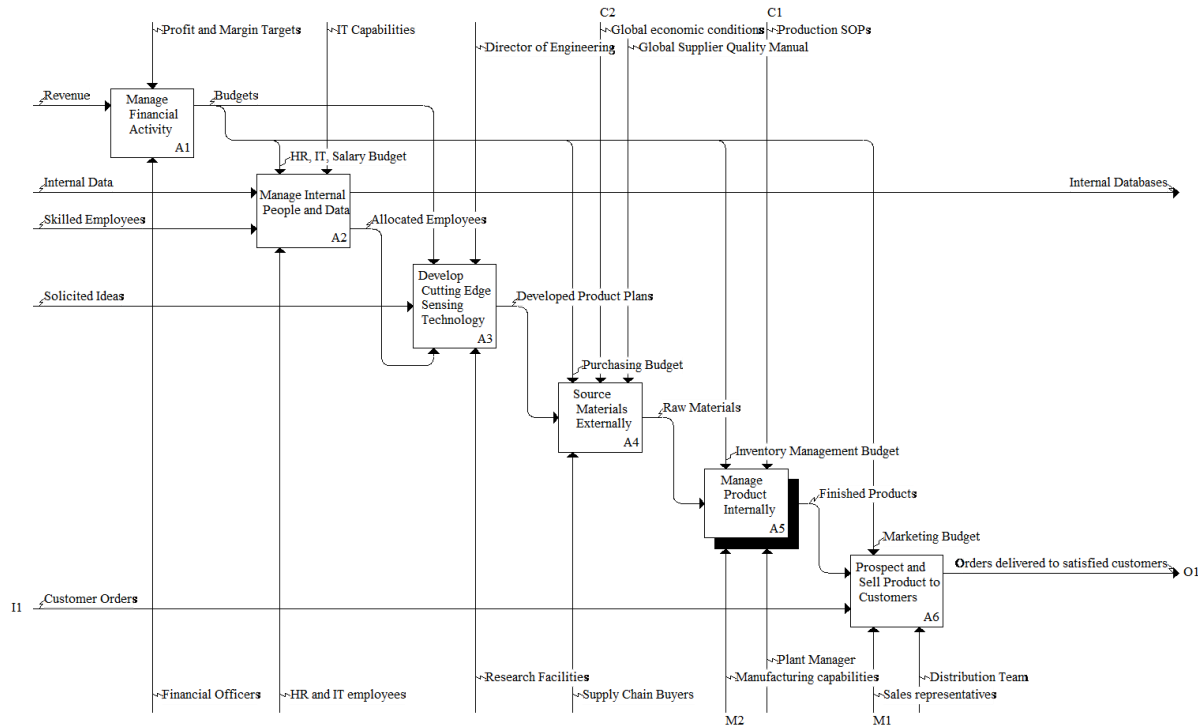 C2
C1
Profit and Margin Targets
IT Capabilities
Global economic conditions
Production SOPs
Director of Engineering
Global Supplier Quality Manual
Revenue
Manage
Financial
Activity
A1
Budgets
HR, IT, Salary Budget
Internal Data
Manage Internal
People and Data
A2
Internal Databases
Skilled Employees
Allocated Employees
Develop
Cutting Edge
Sensing
Technology
A3
Solicited Ideas
Developed Product Plans
Purchasing Budget
Source
Materials
Externally
A4
Raw Materials
Inventory Management Budget
Manage
Product
Internally
A5
Finished Products
Marketing Budget
Prospect and
Sell Product to
Customers
A6
Orders delivered to satisfied customers
O1
I1
Customer Orders
Plant Manager
Research Facilities
Manufacturing capabilities
Distribution Team
Financial Officers
HR and IT employees
Supply Chain Buyers
Sales representatives
M2
M1